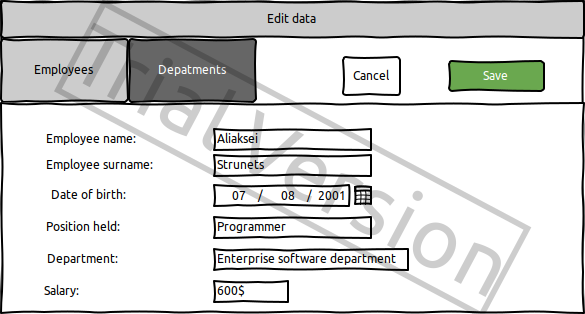 Edit data
Employees Depatments Cancel Save
Employee name: Aliaksei
Employee surname: Strunets
Date of birth: 07 / 08 / 2001
Position held: Programmer
Department: Enterprise software department
Salary: 600$
Trial Version